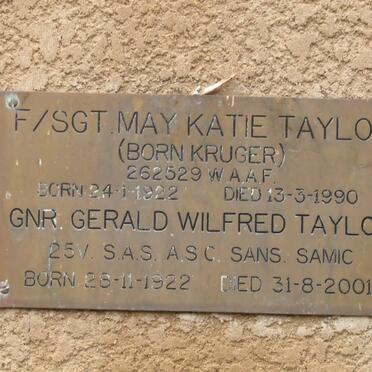 F/SGT. MAY KATIE TAYLO
(BORN KRUGER)
262529 W.A.A.F.
BORN 24-1-1922 DIED 13-3-1990
GNR. GERALD WILFRED TAYLO
25V. S.A.S. A.S.C. SANS. SAMIC
BORN 28-11-1922 DIED 31-8-2001